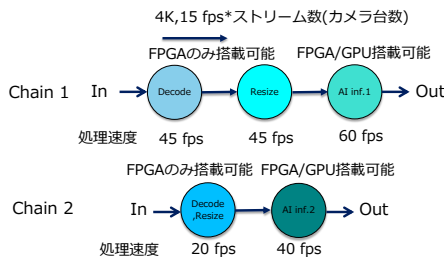 4K,15 fps*ストリーム数(カメラ台数)
FPGAのみ搭載可能 FPGA/GPU搭載可能
Chain 1 In Decode Resize AI inf.1 Out
処理速度 45 fps 45 fps 60 fps
FPGAのみ搭載可能 FPGA/GPU搭載可能
Chain 2 In Decode ,Resize AI inf.2 Out
処理速度 20 fps 40 fps